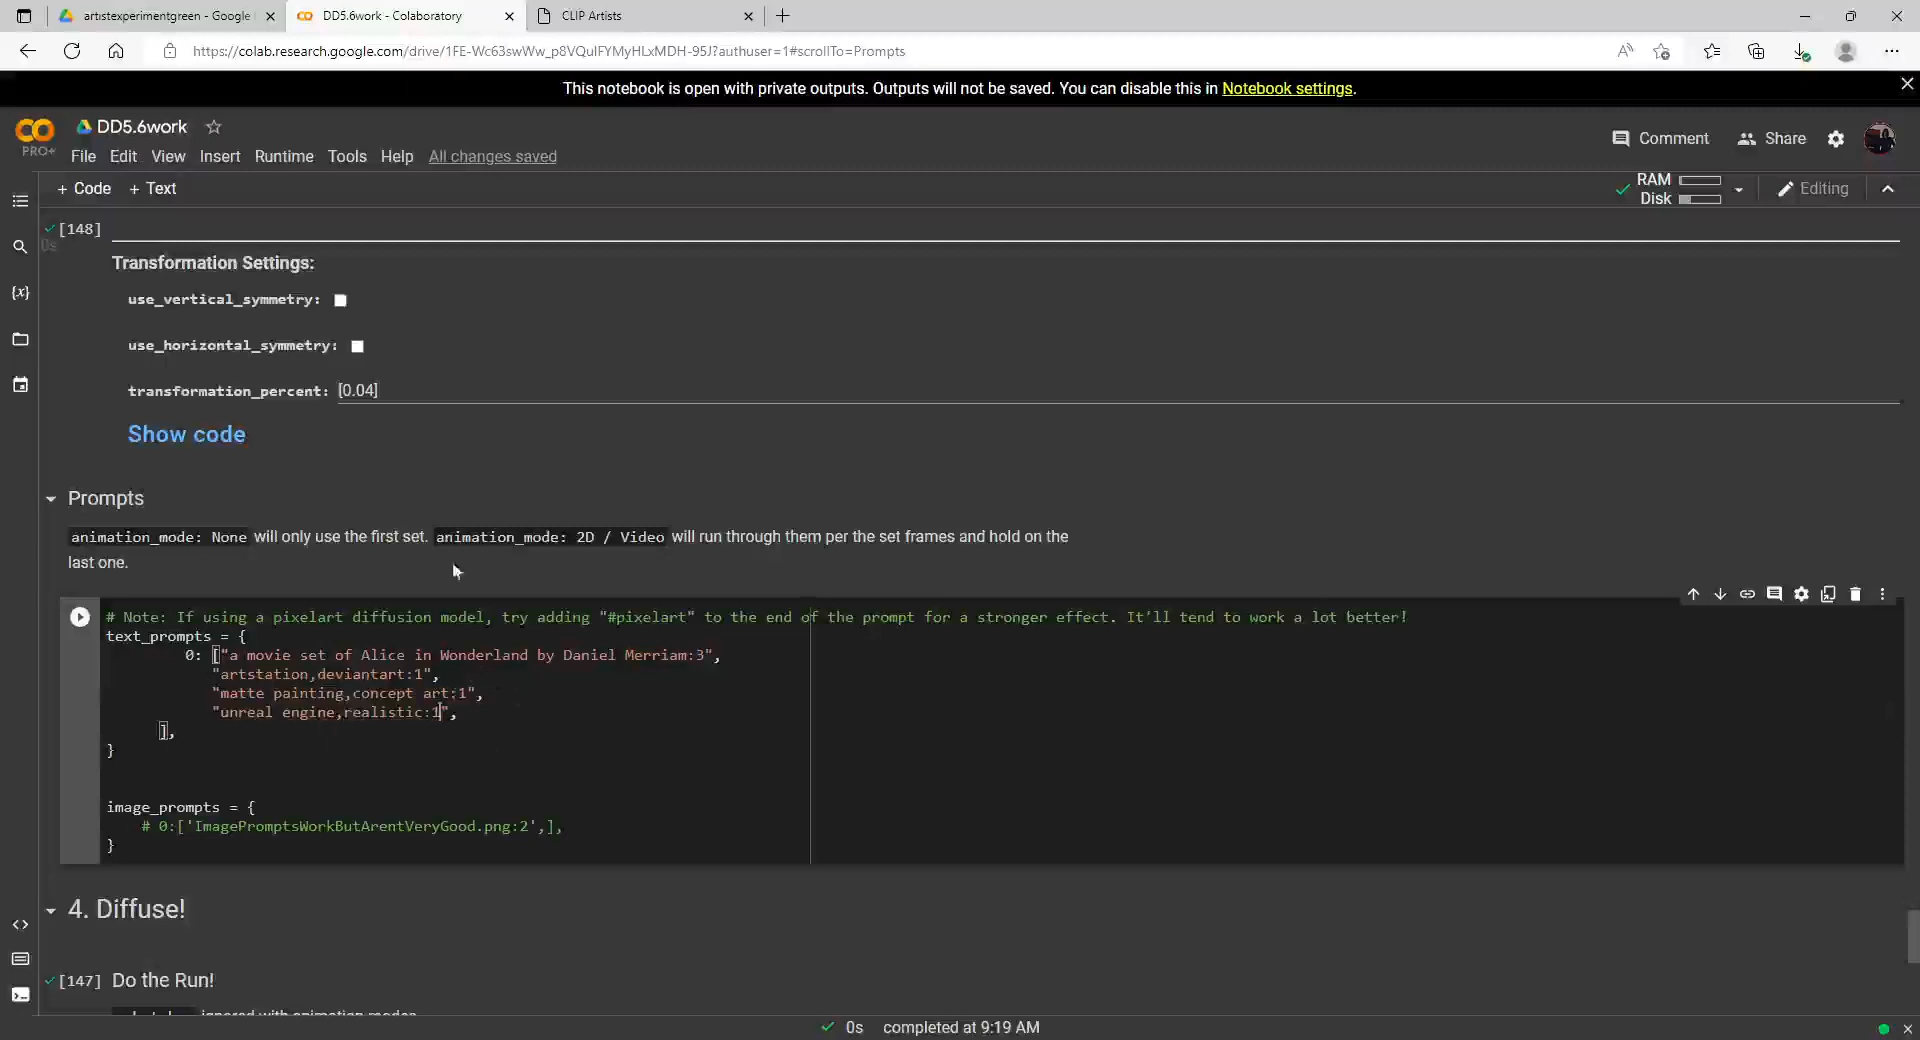 artistexperimentgreen - Google
DD5.6work - Colaboratory
CLIP Artists
https://colab.research.google.com/drive/1FE-Wc63swWw_p8VQuIFYMyHLxMDH-95J?authuser=1#scrollTo=Prompts
This notebook is open with private outputs. Outputs will not be saved. You can disable this in Notebook settings.
CO
PRO+
DD5.6work
File Edit View Insert Runtime Tools Help All changes saved
Comment
Share
+ Code + Text
RAM
Disk
Editing
[148]
0s
Transformation Settings:
use_vertical_symmetry:
use_horizontal_symmetry:
transformation_percent: [0.04]
Show code
{x}
Prompts
animation_mode: None will only use the first set. animation_mode: 2D / Video will run through them per the set frames and hold on the
last one.
# Note: If using a pixelart diffusion model, try adding "#pixelart" to the end of the prompt for a stronger effect. It'll tend to work a lot better!
text_prompts = {
0: ["a movie set of Alice in Wonderland by Daniel Merriam:3",
"artstation,deviantart:1",
"matte painting,concept art:1",
"unreal engine,realistic:1",
],
}
image_prompts = {
# 0:['ImagePromptsWorkButArentVeryGood.png:2',],
}
4. Diffuse!
[147] Do the Run!
0s completed at 9:19 AM